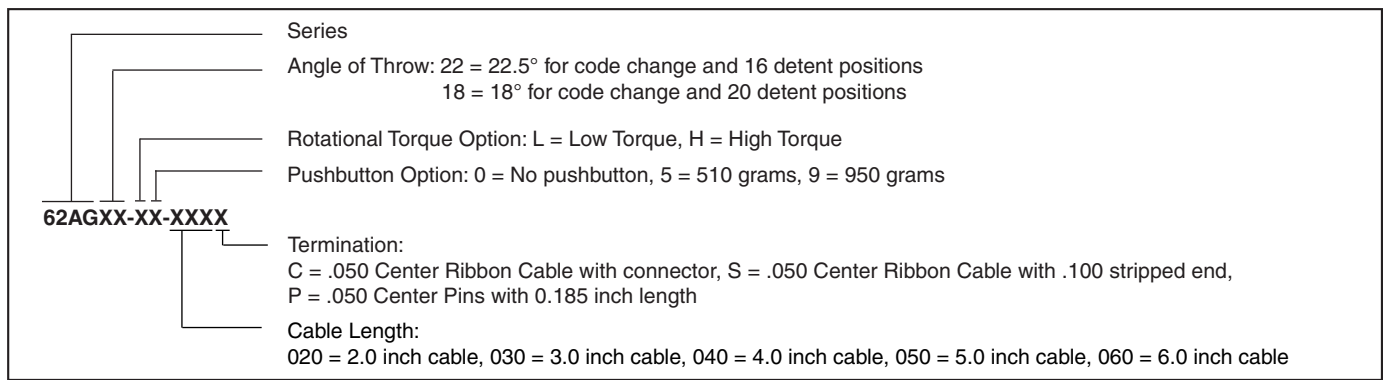 Series
Angle of Throw: 22 = 22.5° for code change and 16 detent positions
18 = 18° for code change and 20 detent positions
Rotational Torque Option: L = Low Torque, H = High Torque
Pushbutton Option: 0 = No pushbutton, 5 = 510 grams, 9 = 950 grams
62AGXX-XX-XXXX
Termination:
C = .050 Center Ribbon Cable with connector, S = .050 Center Ribbon Cable with .100 stripped end,
P = .050 Center Pins with 0.185 inch length
Cable Length:
020 = 2.0 inch cable, 030 = 3.0 inch cable, 040 = 4.0 inch cable, 050 = 5.0 inch cable, 060 = 6.0 inch cable